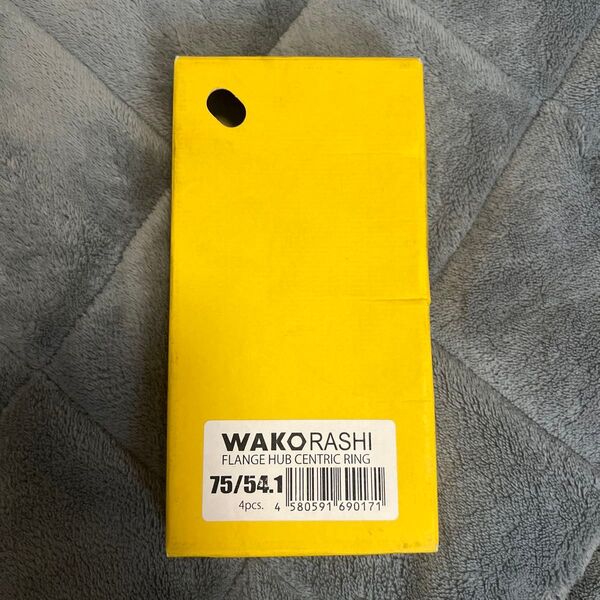 WAKORASHI
FLANGE HUB CENTRIC RING
75/54.1
4pcs. 4 580591 690171